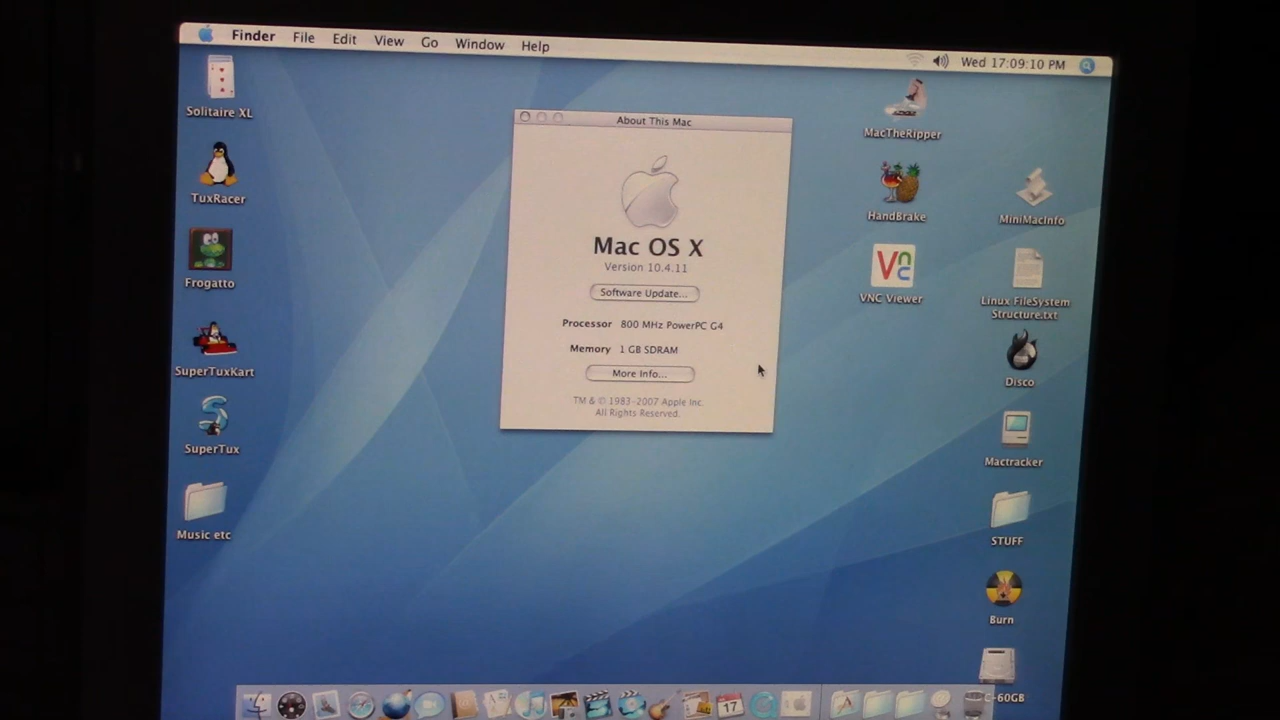 Finder File Edit View Go Window Help
Wed 17:09:10 PM
Solitaire XL
TuxRacer
Frogatto
SuperTuxKart
SuperTux
Music etc
About This Mac
Mac OS X
Version 10.4.11
Software Update...
Processor 800 MHz PowerPC G4
Memory 1 GB SDRAM
More Info...
TM & © 1983-2007 Apple Inc.
All Rights Reserved.
MacTheRipper
HandBrake
VNC
VNC Viewer
MiniMacInfo
Linux FileSystem
Structure.txt
Disco
Mactracker
STUFF
Burn
-60GB
17